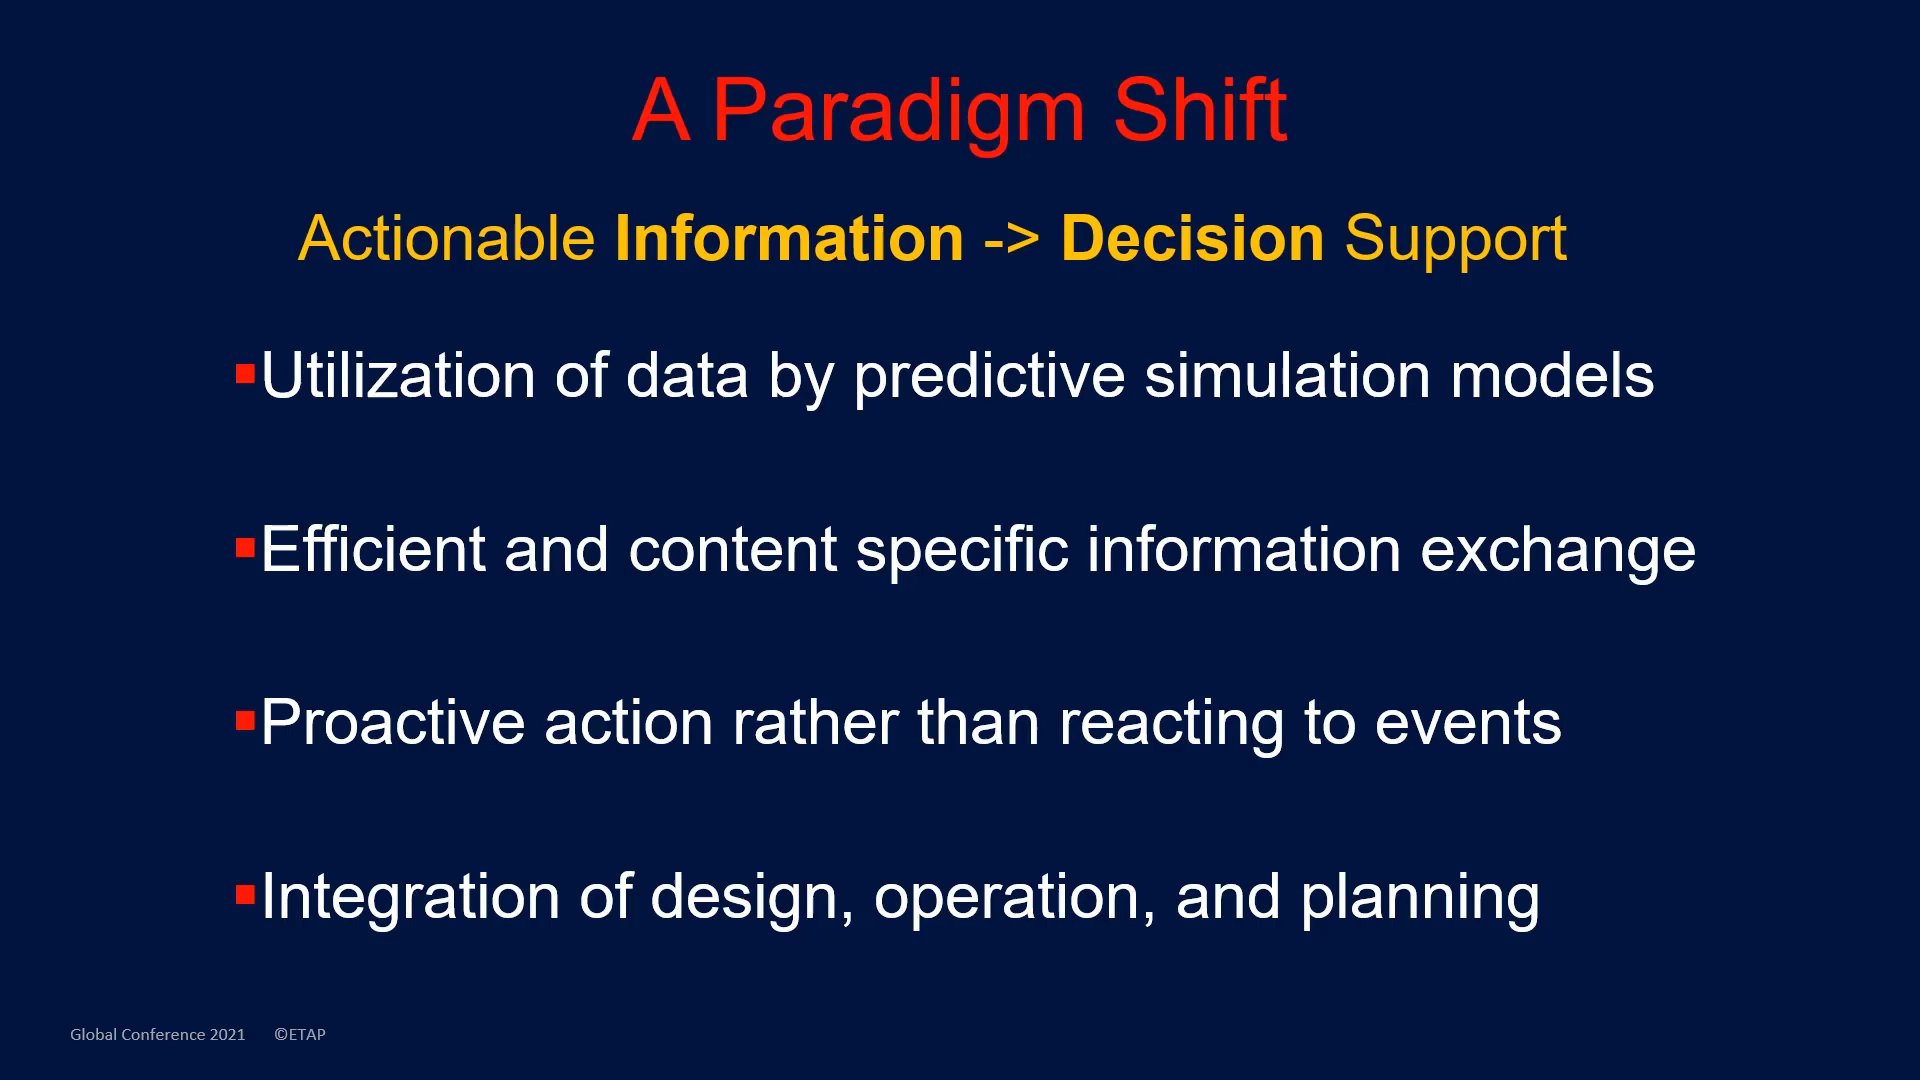 A Paradigm Shift
Actionable Information -> Decision Support
▪Utilization of data by predictive simulation models
▪Efficient and content specific information exchange
▪Proactive action rather than reacting to events
▪Integration of design, operation, and planning
Global Conference 2021 ©ETAP